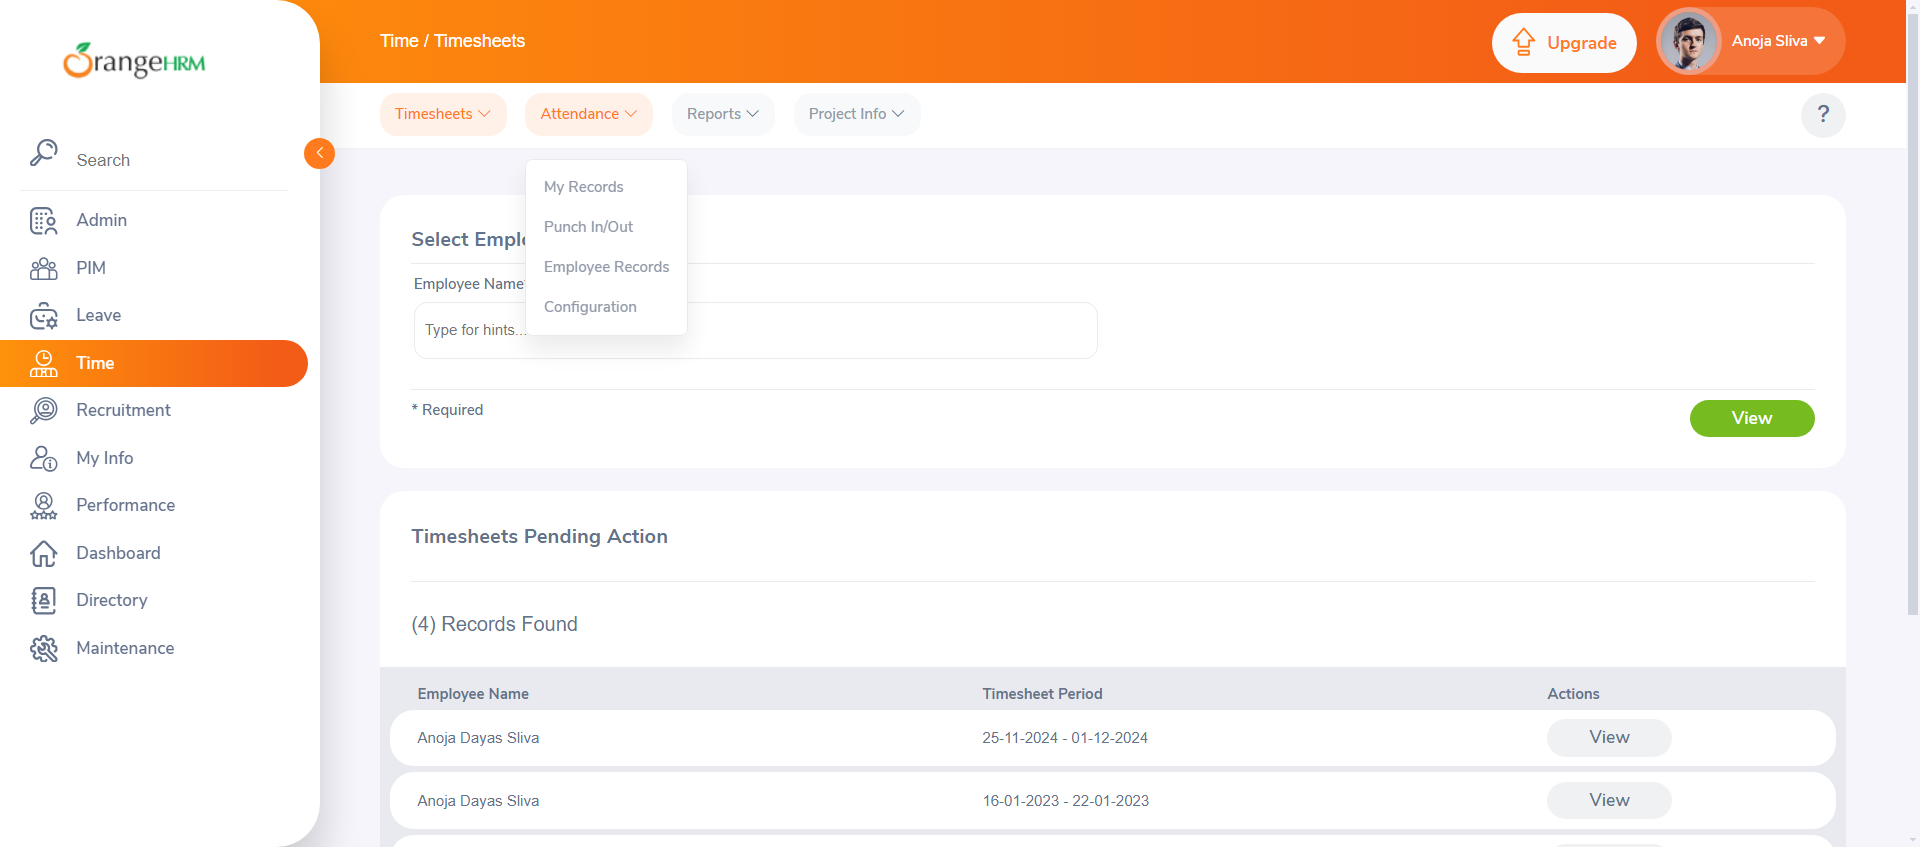 OrangeHRM
Time / Timesheets
Upgrade
Anoja Sliva
Timesheets
Attendance
Reports
Project Info
?
Search
Admin
PIM
Leave
Time
Recruitment
My Info
Performance
Dashboard
Directory
Maintenance
My Records
Punch In/Out
Employee Records
Configuration
Select Emplo
Employee Name
Type for hints...
* Required
View
Timesheets Pending Action
(4) Records Found
Employee Name Timesheet Period Actions
Anoja Dayas Sliva 25-11-2024 - 01-12-2024 View
Anoja Dayas Sliva 16-01-2023 - 22-01-2023 View